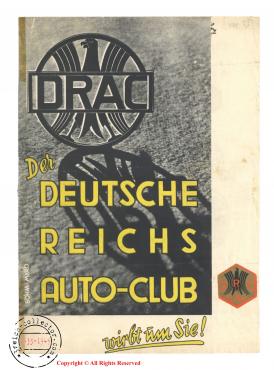 DRAC
Der
DEUTSCHE
REICHS
AUTO-CLUB
wirbt um Sie!
R
Copyright © All Rights Reserved